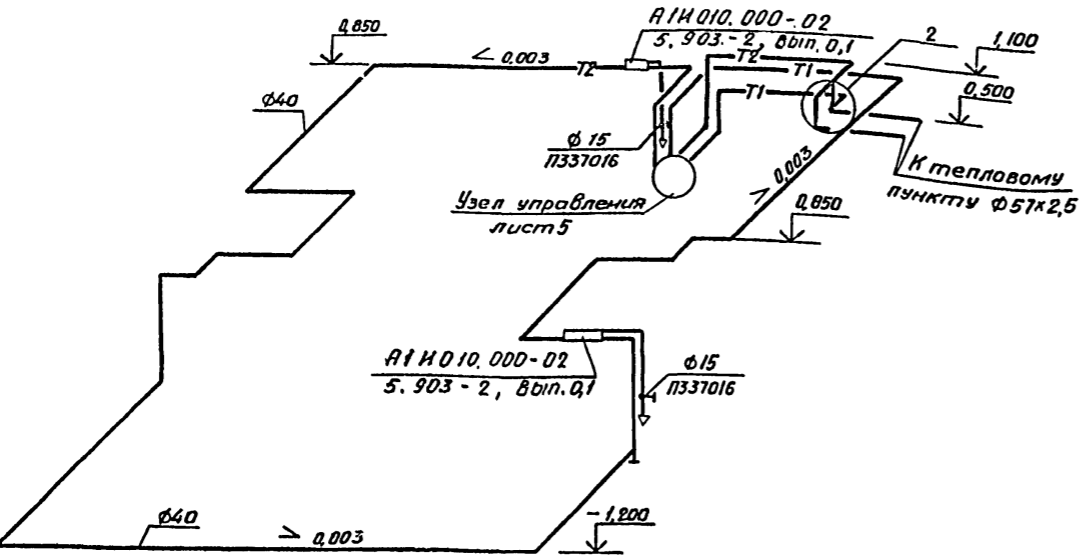 0,850
А1И010.000-.02
5.903.-2, вып.0,1
2
1,100
0,003
Т2
Т2
Т1
Т1
0,500
ф40
ф 15
П337016
0,003
К тепловому
пункту ф57×2,5
Узел управления
лист 5
0,850
А1И010.000-02
5.903-2, вып.0,1
ф15
П337016
ф40
0,003
-1,200